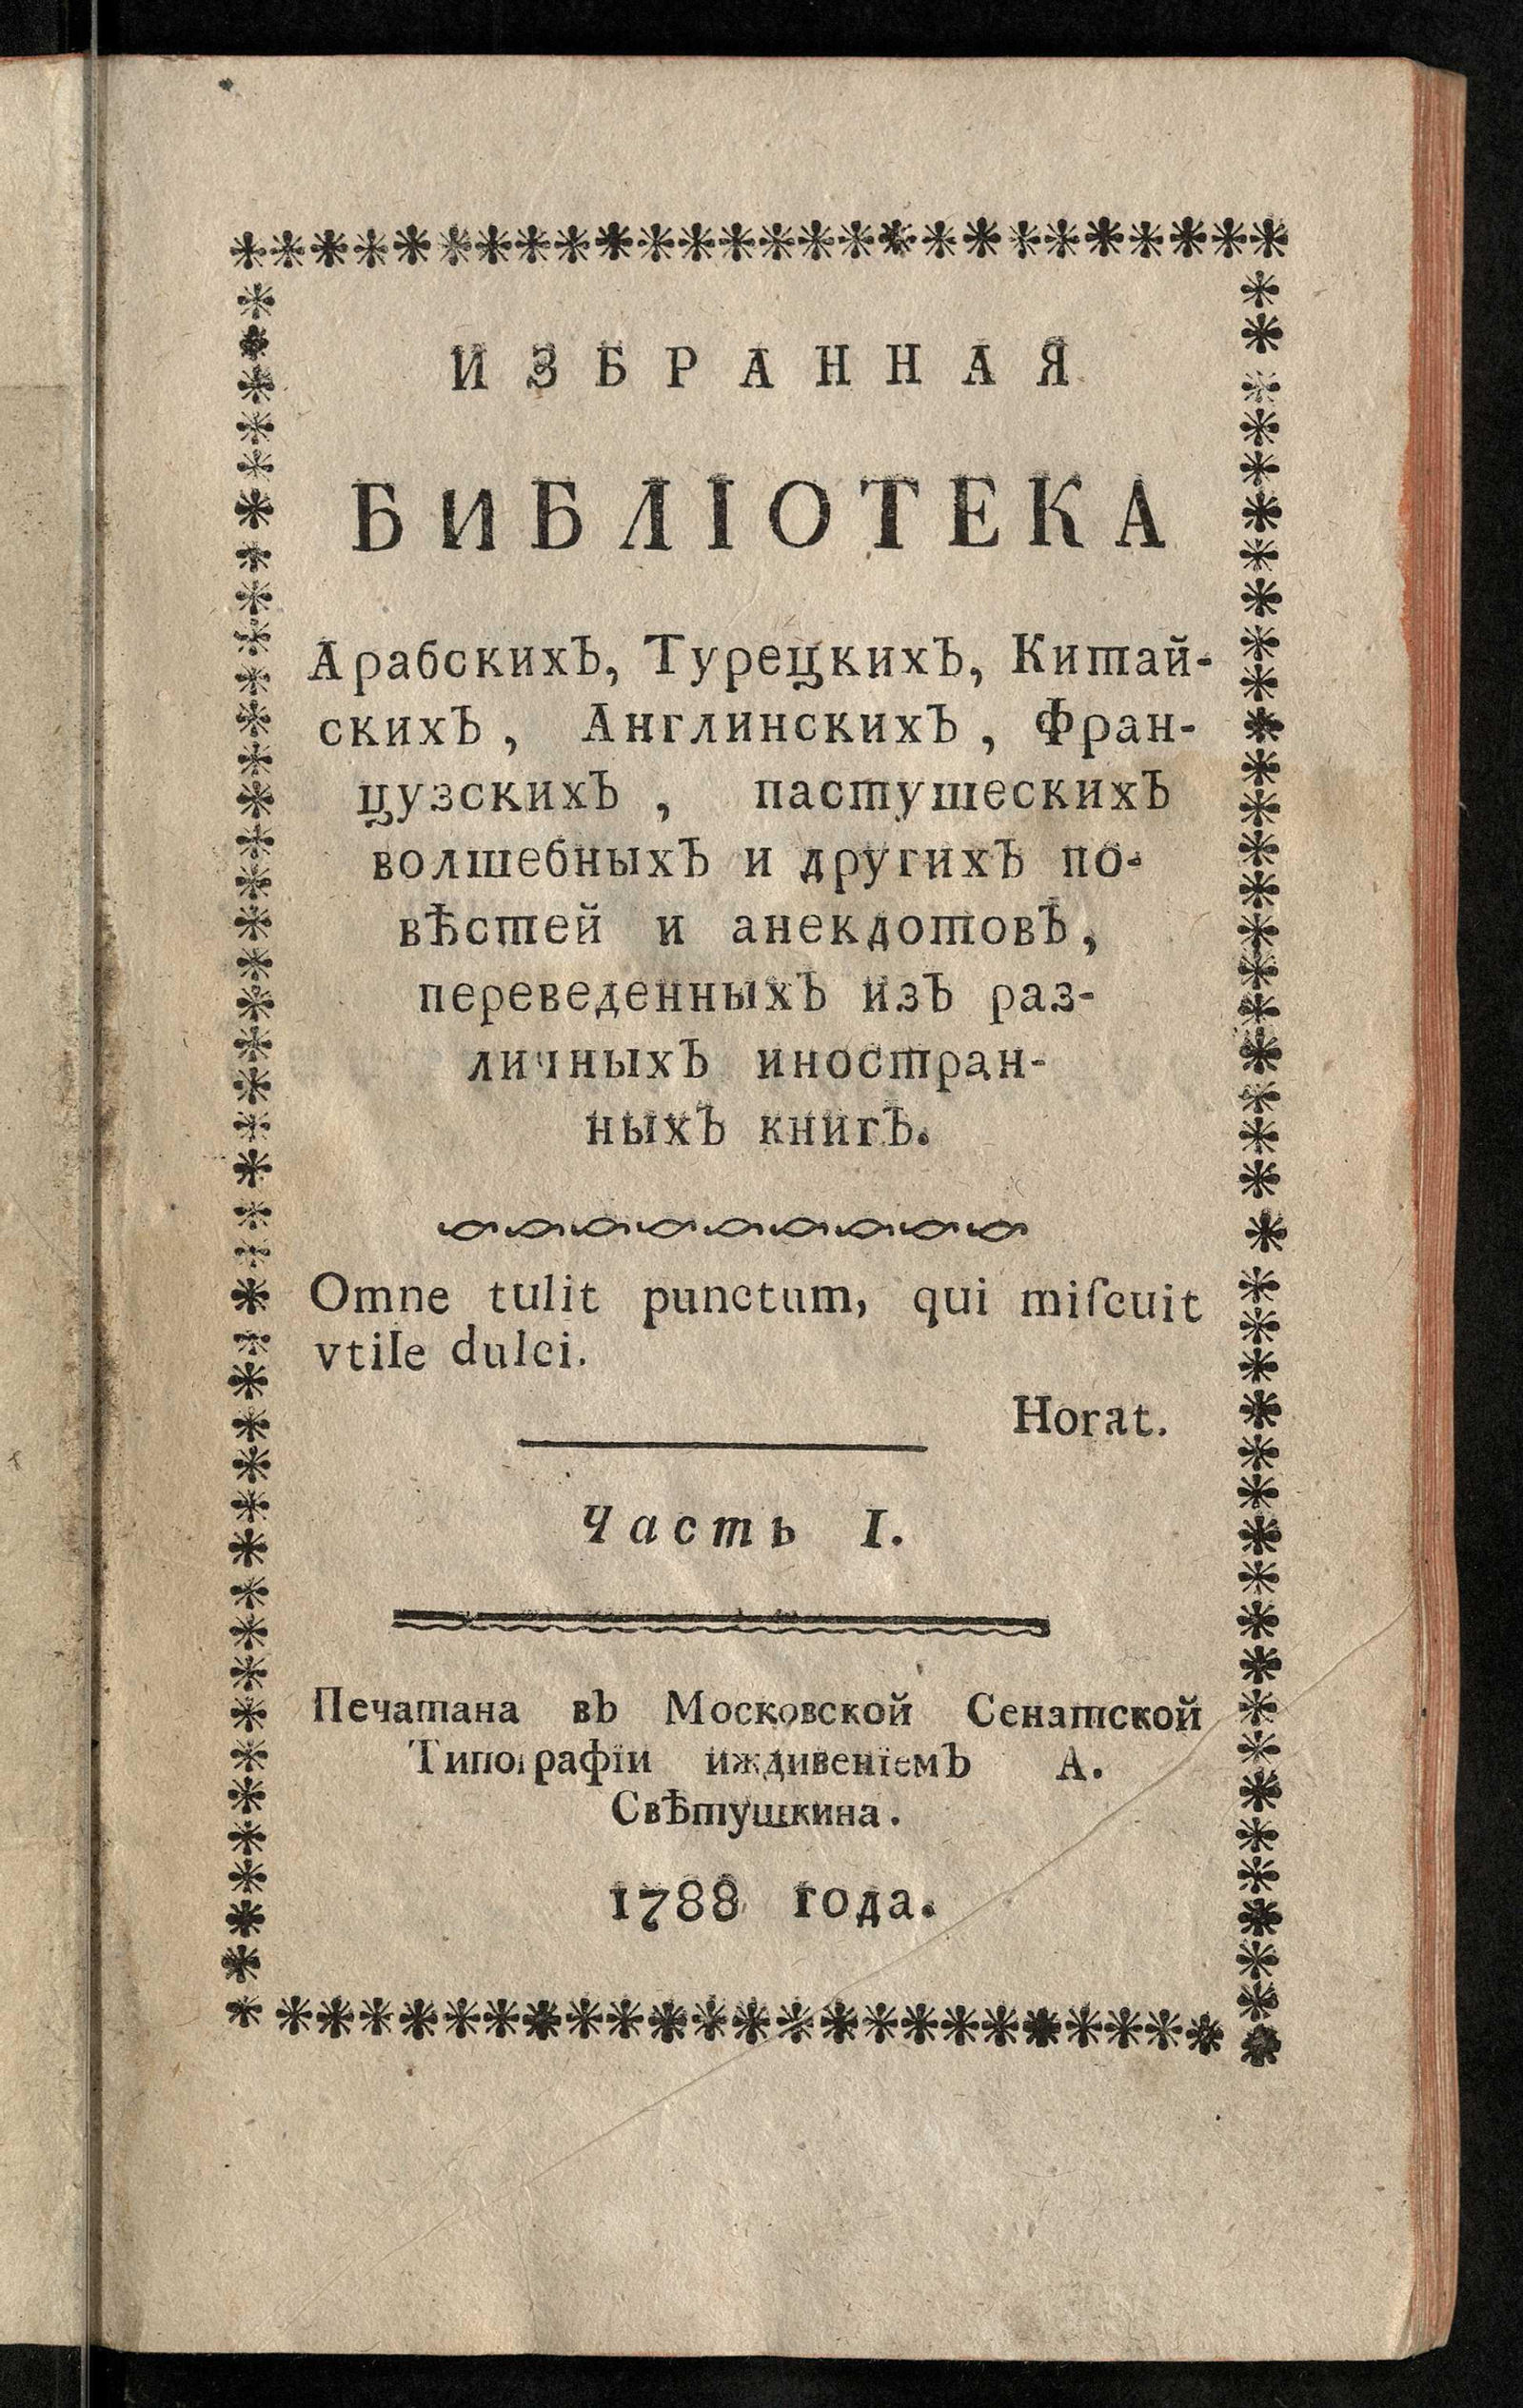 ИЗБРАННАЯ
БИБЛІОТЕКА
Арабскихъ, Турецкихъ, Китай-
скихъ, Англинскихъ, Фран-
цузскихъ, пастушескихъ
волшебныхъ и другихъ по-
вѣстей и анекдотовъ,
переведенныхъ изъ раз-
личныхъ иностран-
ныхъ книгъ.
Omne tulit punctum, qui miſcuit
vtile dulci.
Horat.
Часть I.
Печатана въ Московской Сенатской
Типографїи иждивенїемъ А.
Свѣтушкина.
1788 года.